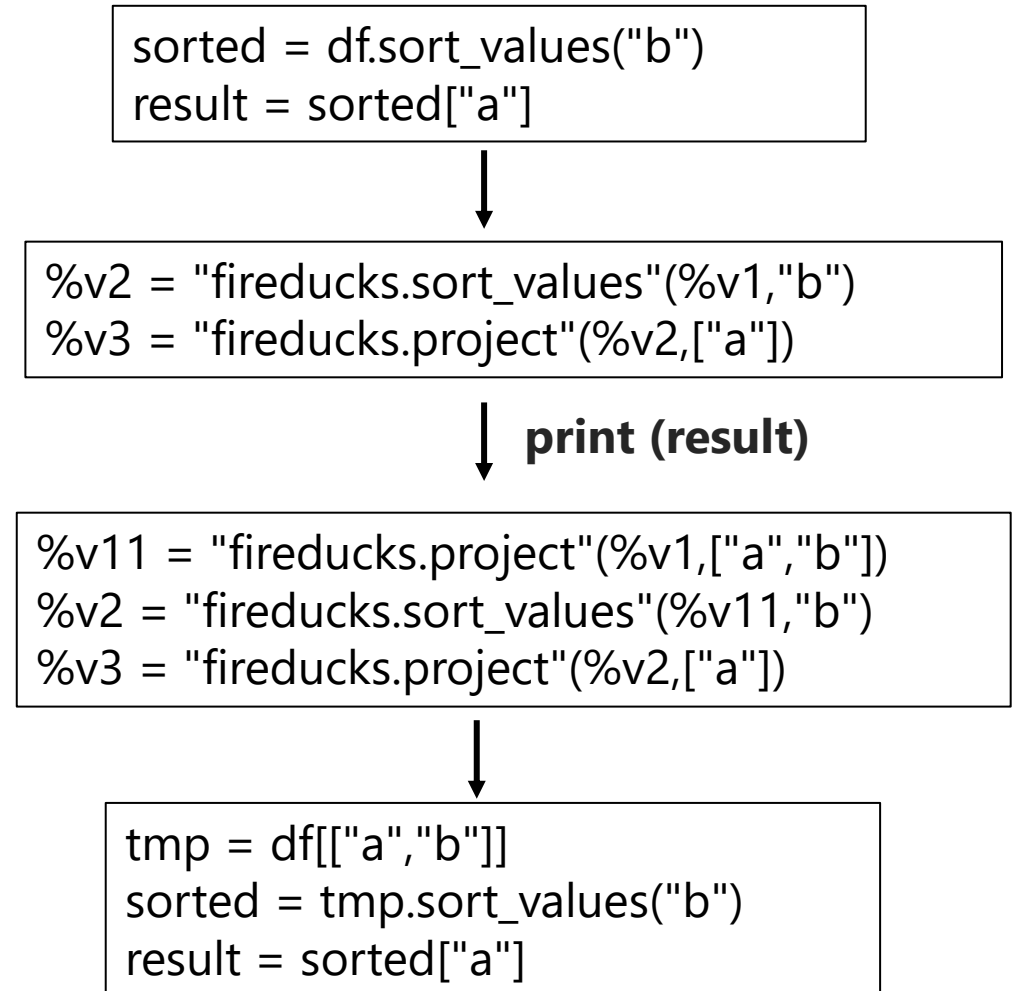 sorted = df.sort_values("b")
result = sorted["a"]
%v2 = "fireducks.sort_values"(%v1,"b")
%v3 = "fireducks.project"(%v2,["a"])
print (result)
%v11 = "fireducks.project"(%v1,["a","b"])
%v2 = "fireducks.sort_values"(%v11,"b")
%v3 = "fireducks.project"(%v2,["a"])
tmp = df[["a","b"]]
sorted = tmp.sort_values("b")
result = sorted["a"]